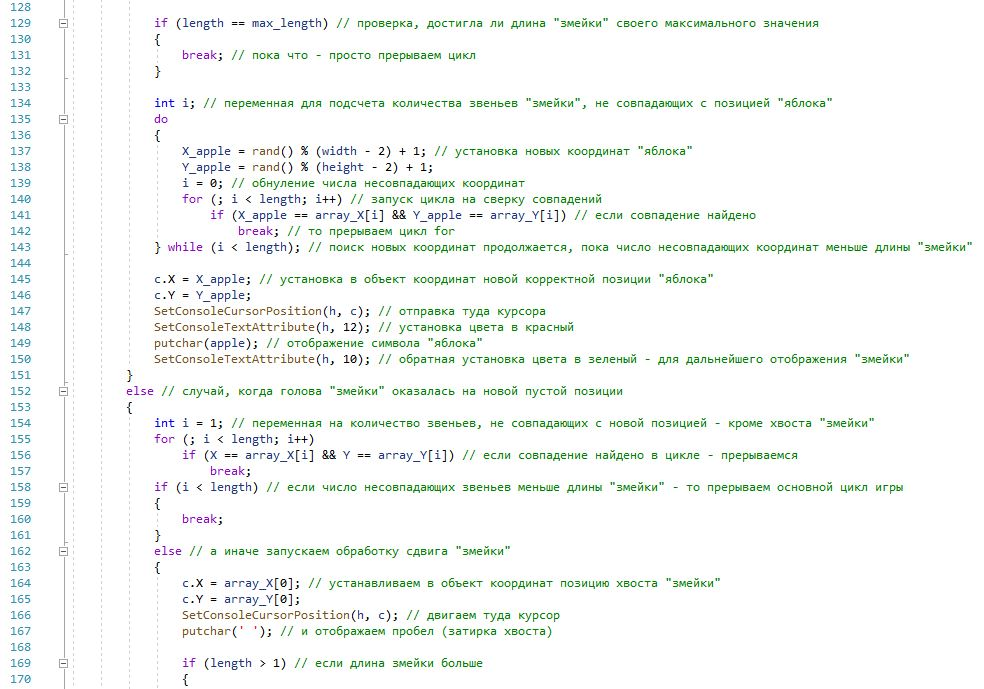 128
129 if (length == max_length) // проверка, достигла ли длина "змейки" своего максимального значения
130 {
131 break; // пока что - просто прерываем цикл
132 }
133
134 int i; // переменная для подсчета количества звеньев "змейки", не совпадающих с позицией "яблока"
135 do
136 {
137 X_apple = rand() % (width - 2) + 1; // установка новых координат "яблока"
138 Y_apple = rand() % (height - 2) + 1;
139 i = 0; // обнуление числа несовпадающих координат
140 for (; i < length; i++) // запуск цикла на сверку совпадений
141 if (X_apple == array_X[i] && Y_apple == array_Y[i]) // если совпадение найдено
142 break; // то прерываем цикл for
143 } while (i < length); // поиск новых координат продолжается, пока число несовпадающих координат меньше длины "змейки"
144
145 c.X = X_apple; // установка в объект координат новой корректной позиции "яблока"
146 c.Y = Y_apple;
147 SetConsoleCursorPosition(h, c); // отправка туда курсора
148 SetConsoleTextAttribute(h, 12); // установка цвета в красный
149 putchar(apple); // отображение символа "яблока"
150 SetConsoleTextAttribute(h, 10); // обратная установка цвета в зеленый - для дальнейшего отображения "змейки"
151 }
152 else // случай, когда голова "змейки" оказалась на новой пустой позиции
153 {
154 int i = 1; // переменная на количество звеньев, не совпадающих с новой позицией - кроме хвоста "змейки"
155 for (; i < length; i++)
156 if (X == array_X[i] && Y == array_Y[i]) // если совпадение найдено в цикле - прерываемся
157 break;
158 if (i < length) // если число несовпадающих звеньев меньше длины "змейки" - то прерываем основной цикл игры
159 {
160 break;
161 }
162 else // а иначе запускаем обработку сдвига "змейки"
163 {
164 c.X = array_X[0]; // устанавливаем в объект координат позицию хвоста "змейки"
165 c.Y = array_Y[0];
166 SetConsoleCursorPosition(h, c); // двигаем туда курсор
167 putchar(' '); // и отображаем пробел (затирка хвоста)
168
169 if (length > 1) // если длина змейки больше
170 {